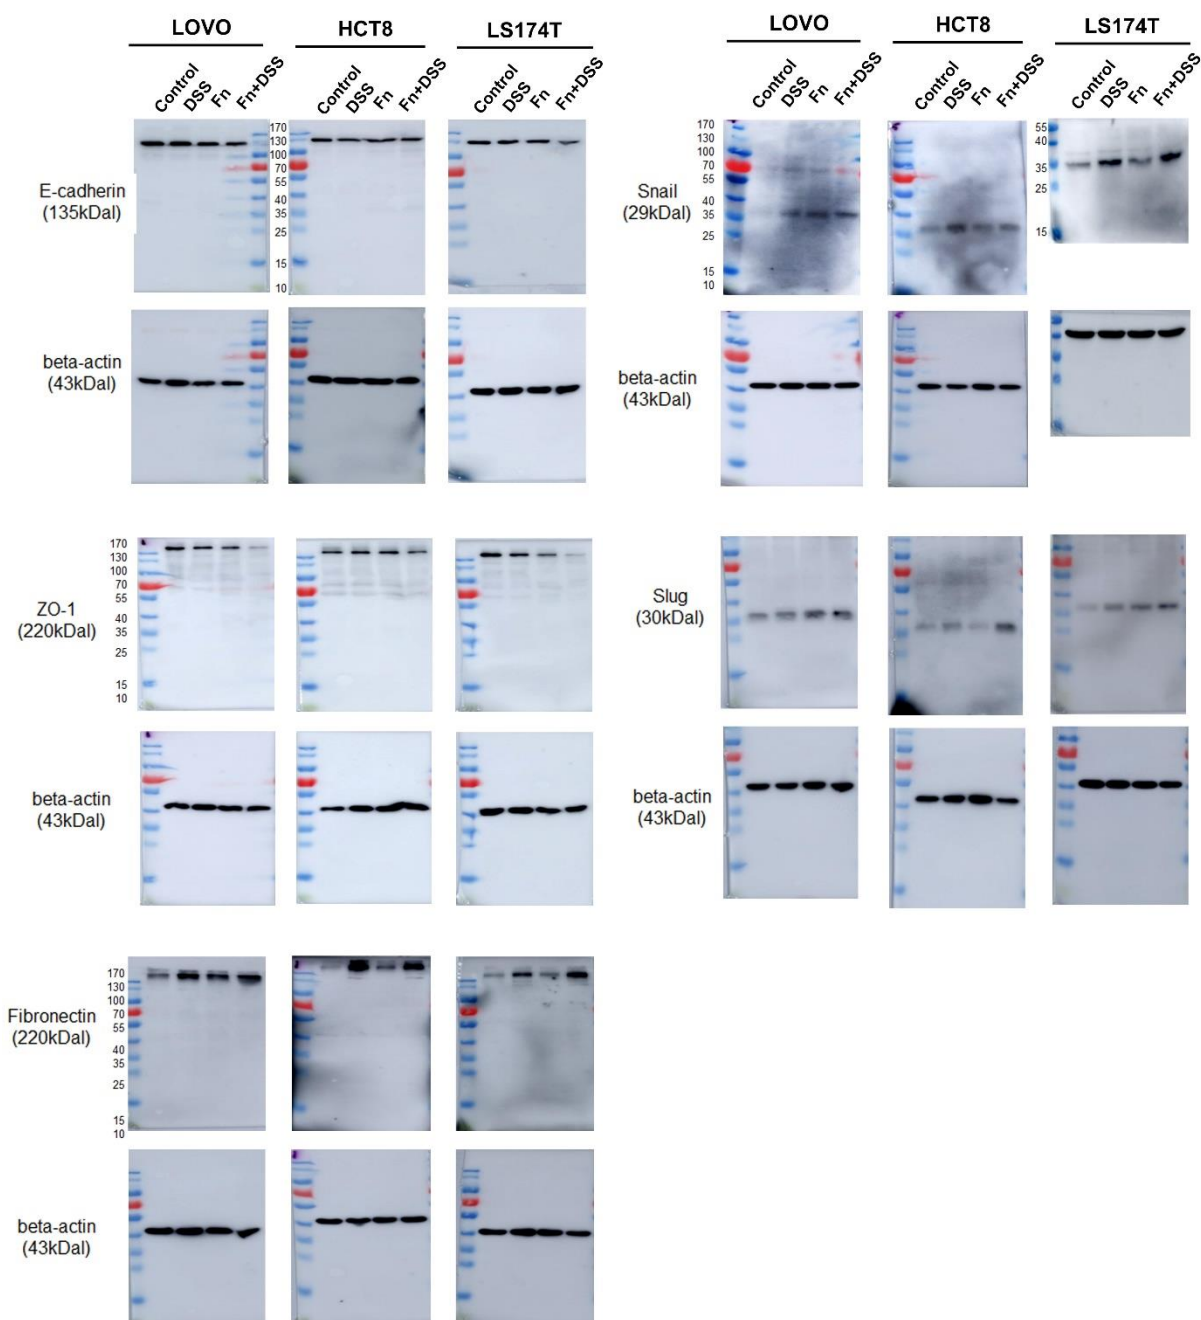 LOVO HCT8 LS174T
Control DSS Fn Fn+DSS Control DSS Fn Fn+DSS Control DSS Fn Fn+DSS
E-cadherin
(135kDal)
170
130
100
70
55
40
35
25
15
10
beta-actin
(43kDal)
ZO-1
(220kDal)
170
130
100
70
55
40
35
25
15
10
beta-actin
(43kDal)
Fibronectin
(220kDal)
170
130
100
70
55
40
35
25
15
10
beta-actin
(43kDal)
LOVO HCT8 LS174T
Control DSS Fn Fn+DSS Control DSS Fn Fn+DSS Control DSS Fn Fn+DSS
Snail
(29kDal)
170
130
100
70
55
40
35
25
15
10
55
40
35
25
15
beta-actin
(43kDal)
Slug
(30kDal)
beta-actin
(43kDal)